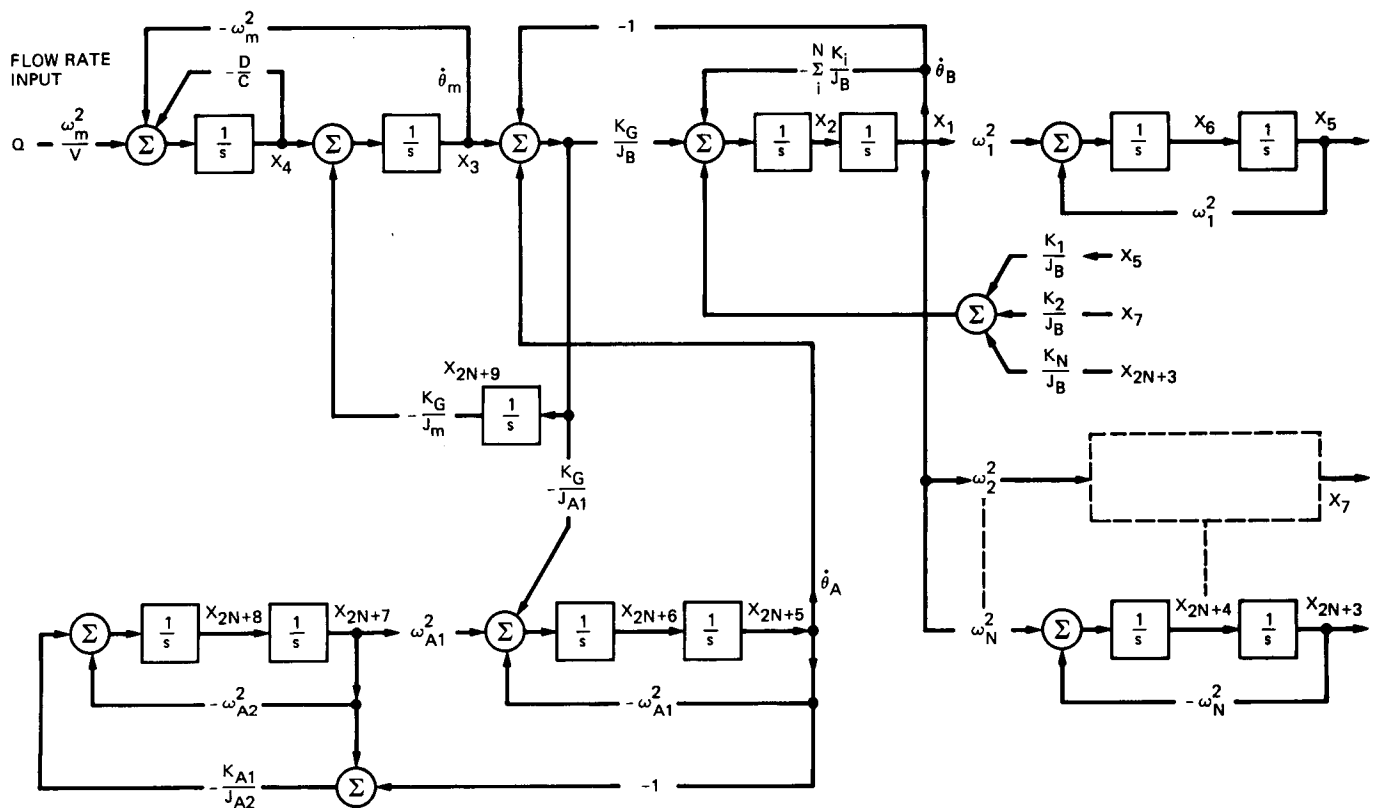 -ω_m^2
-1
FLOW RATE
INPUT
-D/C
θ̇_m
-Σ_i^N K_i/J_B
θ̇_B
Q
ω_m^2/V
Σ
1/s
X_4
Σ
1/s
X_3
Σ
K_G/J_B
Σ
1/s
X_2
1/s
X_1
ω_1^2
Σ
1/s
X_6
1/s
X_5
ω_1^2
K_1/J_B
X_5
Σ
K_2/J_B
X_7
K_N/J_B
X_2N+3
X_2N+9
-K_G/J_m
1/s
-K_G/J_A1
ω_2^2
X_7
θ̇_A
Σ
1/s
X_2N+8
1/s
X_2N+7
ω_A1^2
Σ
1/s
X_2N+6
1/s
X_2N+5
ω_N^2
Σ
1/s
X_2N+4
1/s
X_2N+3
-ω_A2^2
-ω_A1^2
-ω_N^2
-K_A1/J_A2
Σ
-1